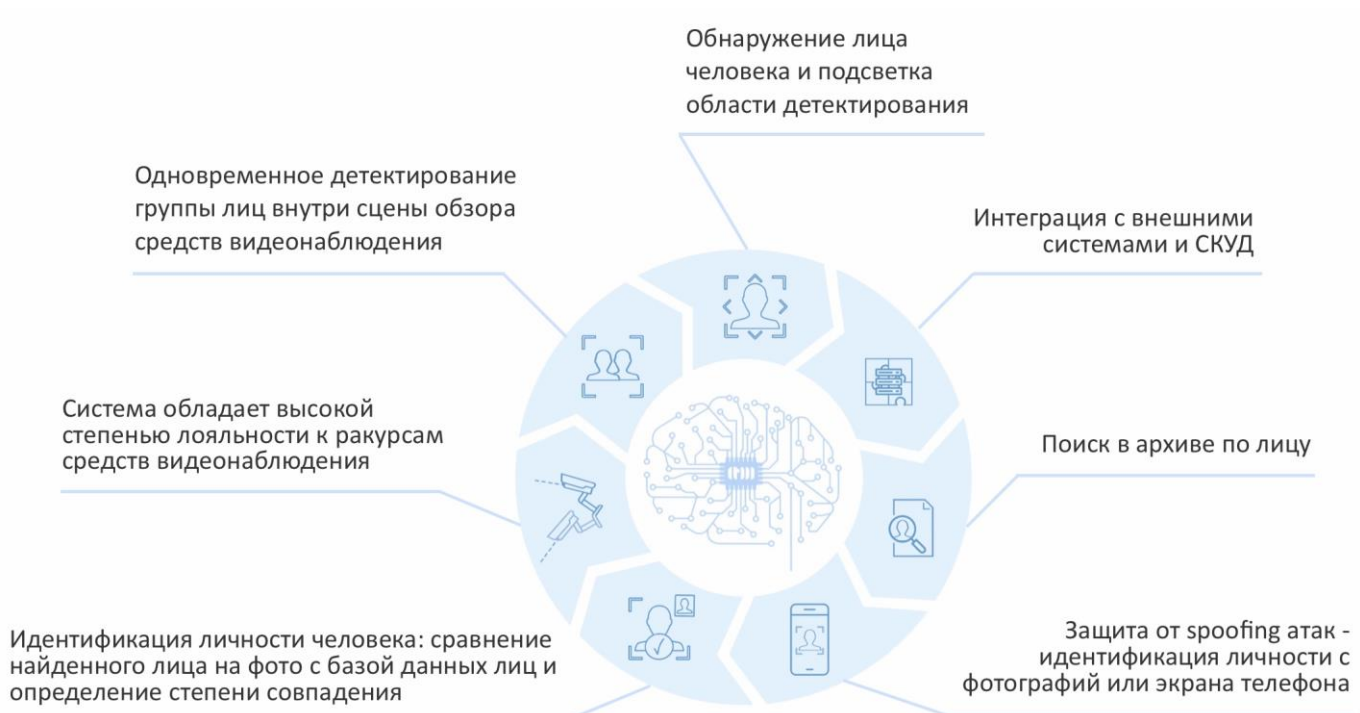 Обнаружение лица
человека и подсветка
области детектирования
Одновременное детектирование
группы лиц внутри сцены обзора
средств видеонаблюдения
Интеграция с внешними
системами и СКУД
Система обладает высокой
степенью лояльности к ракурсам
средств видеонаблюдения
Поиск в архиве по лицу
Идентификация личности человека: сравнение
найденного лица на фото с базой данных лиц и
определение степени совпадения
Защита от spoofing атак -
идентификация личности с
фотографий или экрана телефона